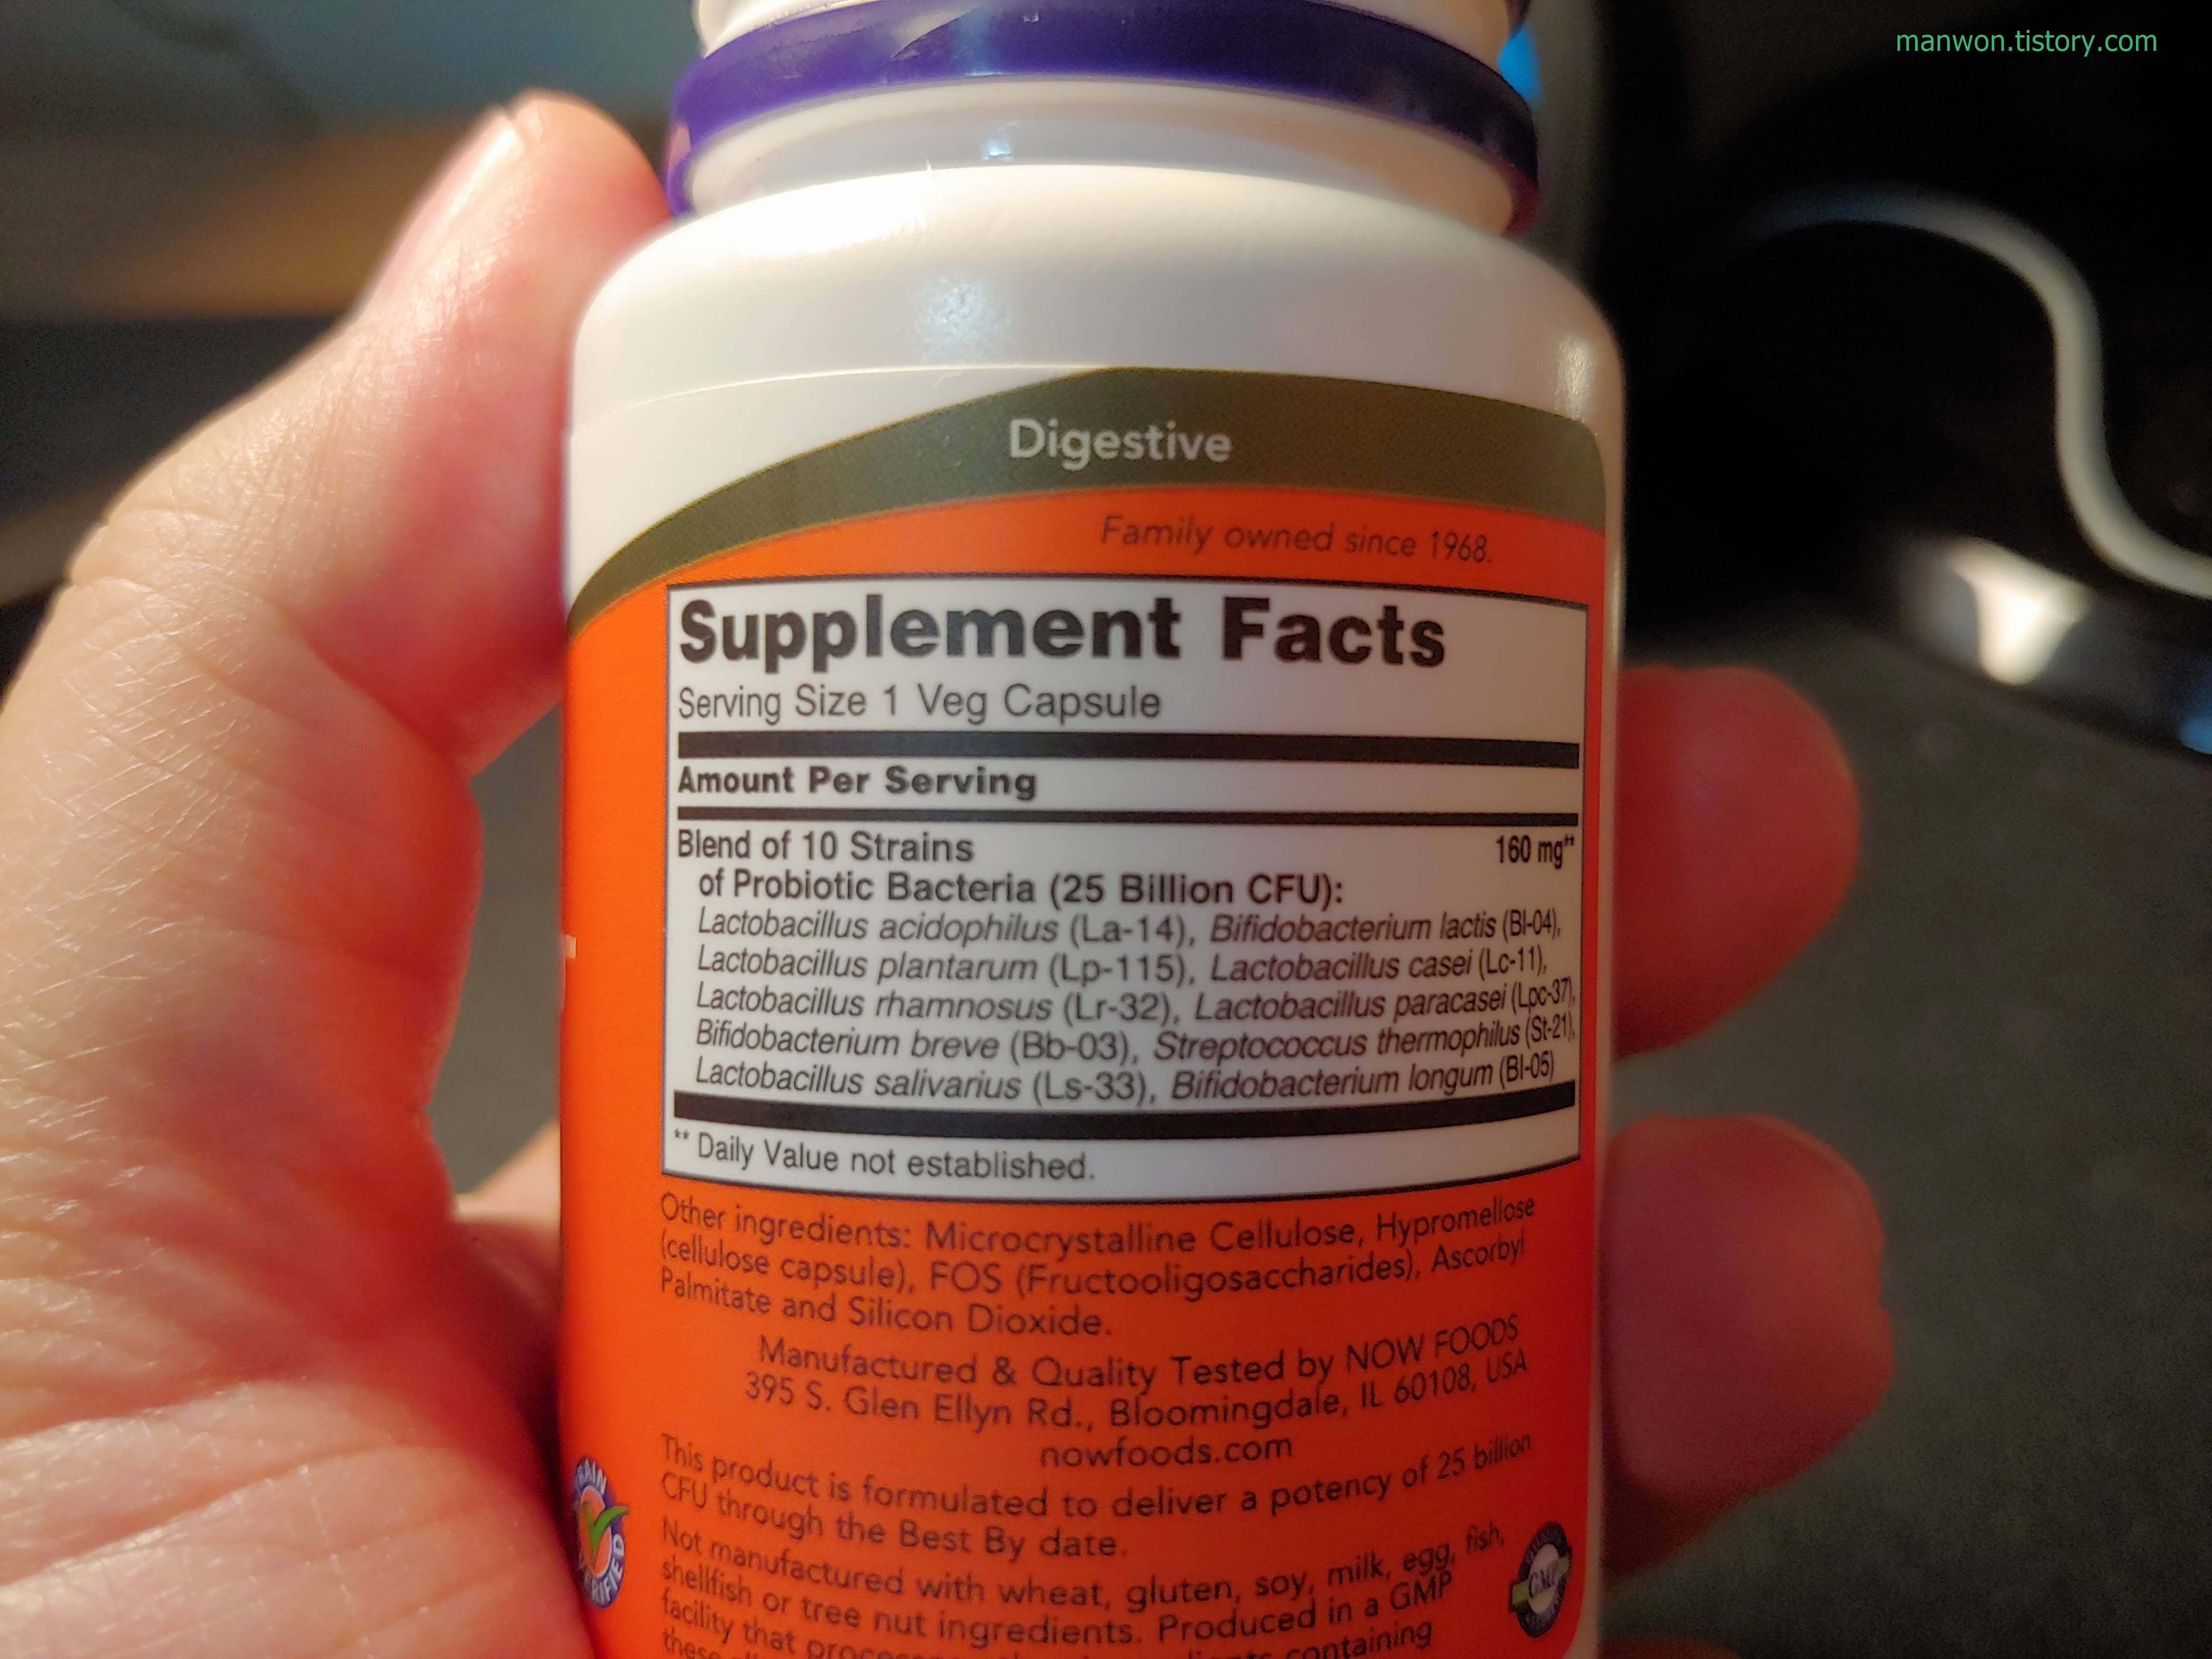 manwon.tistory.com
Digestive
Family owned since 1968.
Supplement Facts
Serving Size 1 Veg Capsule
Amount Per Serving
Blend of 10 Strains 160 mg**
of Probiotic Bacteria (25 Billion CFU):
Lactobacillus acidophilus (La-14), Bifidobacterium lactis (Bl-04),
Lactobacillus plantarum (Lp-115), Lactobacillus casei (Lc-11),
Lactobacillus rhamnosus (Lr-32), Lactobacillus paracasei (Lpc-37),
Bifidobacterium breve (Bb-03), Streptococcus thermophilus (St-21),
Lactobacillus salivarius (Ls-33), Bifidobacterium longum (Bl-05)
** Daily Value not established.
Other ingredients: Microcrystalline Cellulose, Hypromellose
(cellulose capsule), FOS (Fructooligosaccharides), Ascorbyl
Palmitate and Silicon Dioxide.
Manufactured & Quality Tested by NOW FOODS
395 S. Glen Ellyn Rd., Bloomingdale, IL 60108, USA
nowfoods.com
This product is formulated to deliver a potency of 25 billion
CFU through the Best By date.
Not manufactured with wheat, gluten, soy, milk, egg, fish,
shellfish or tree nut ingredients. Produced in a GMP
facility that containing
these
GMP